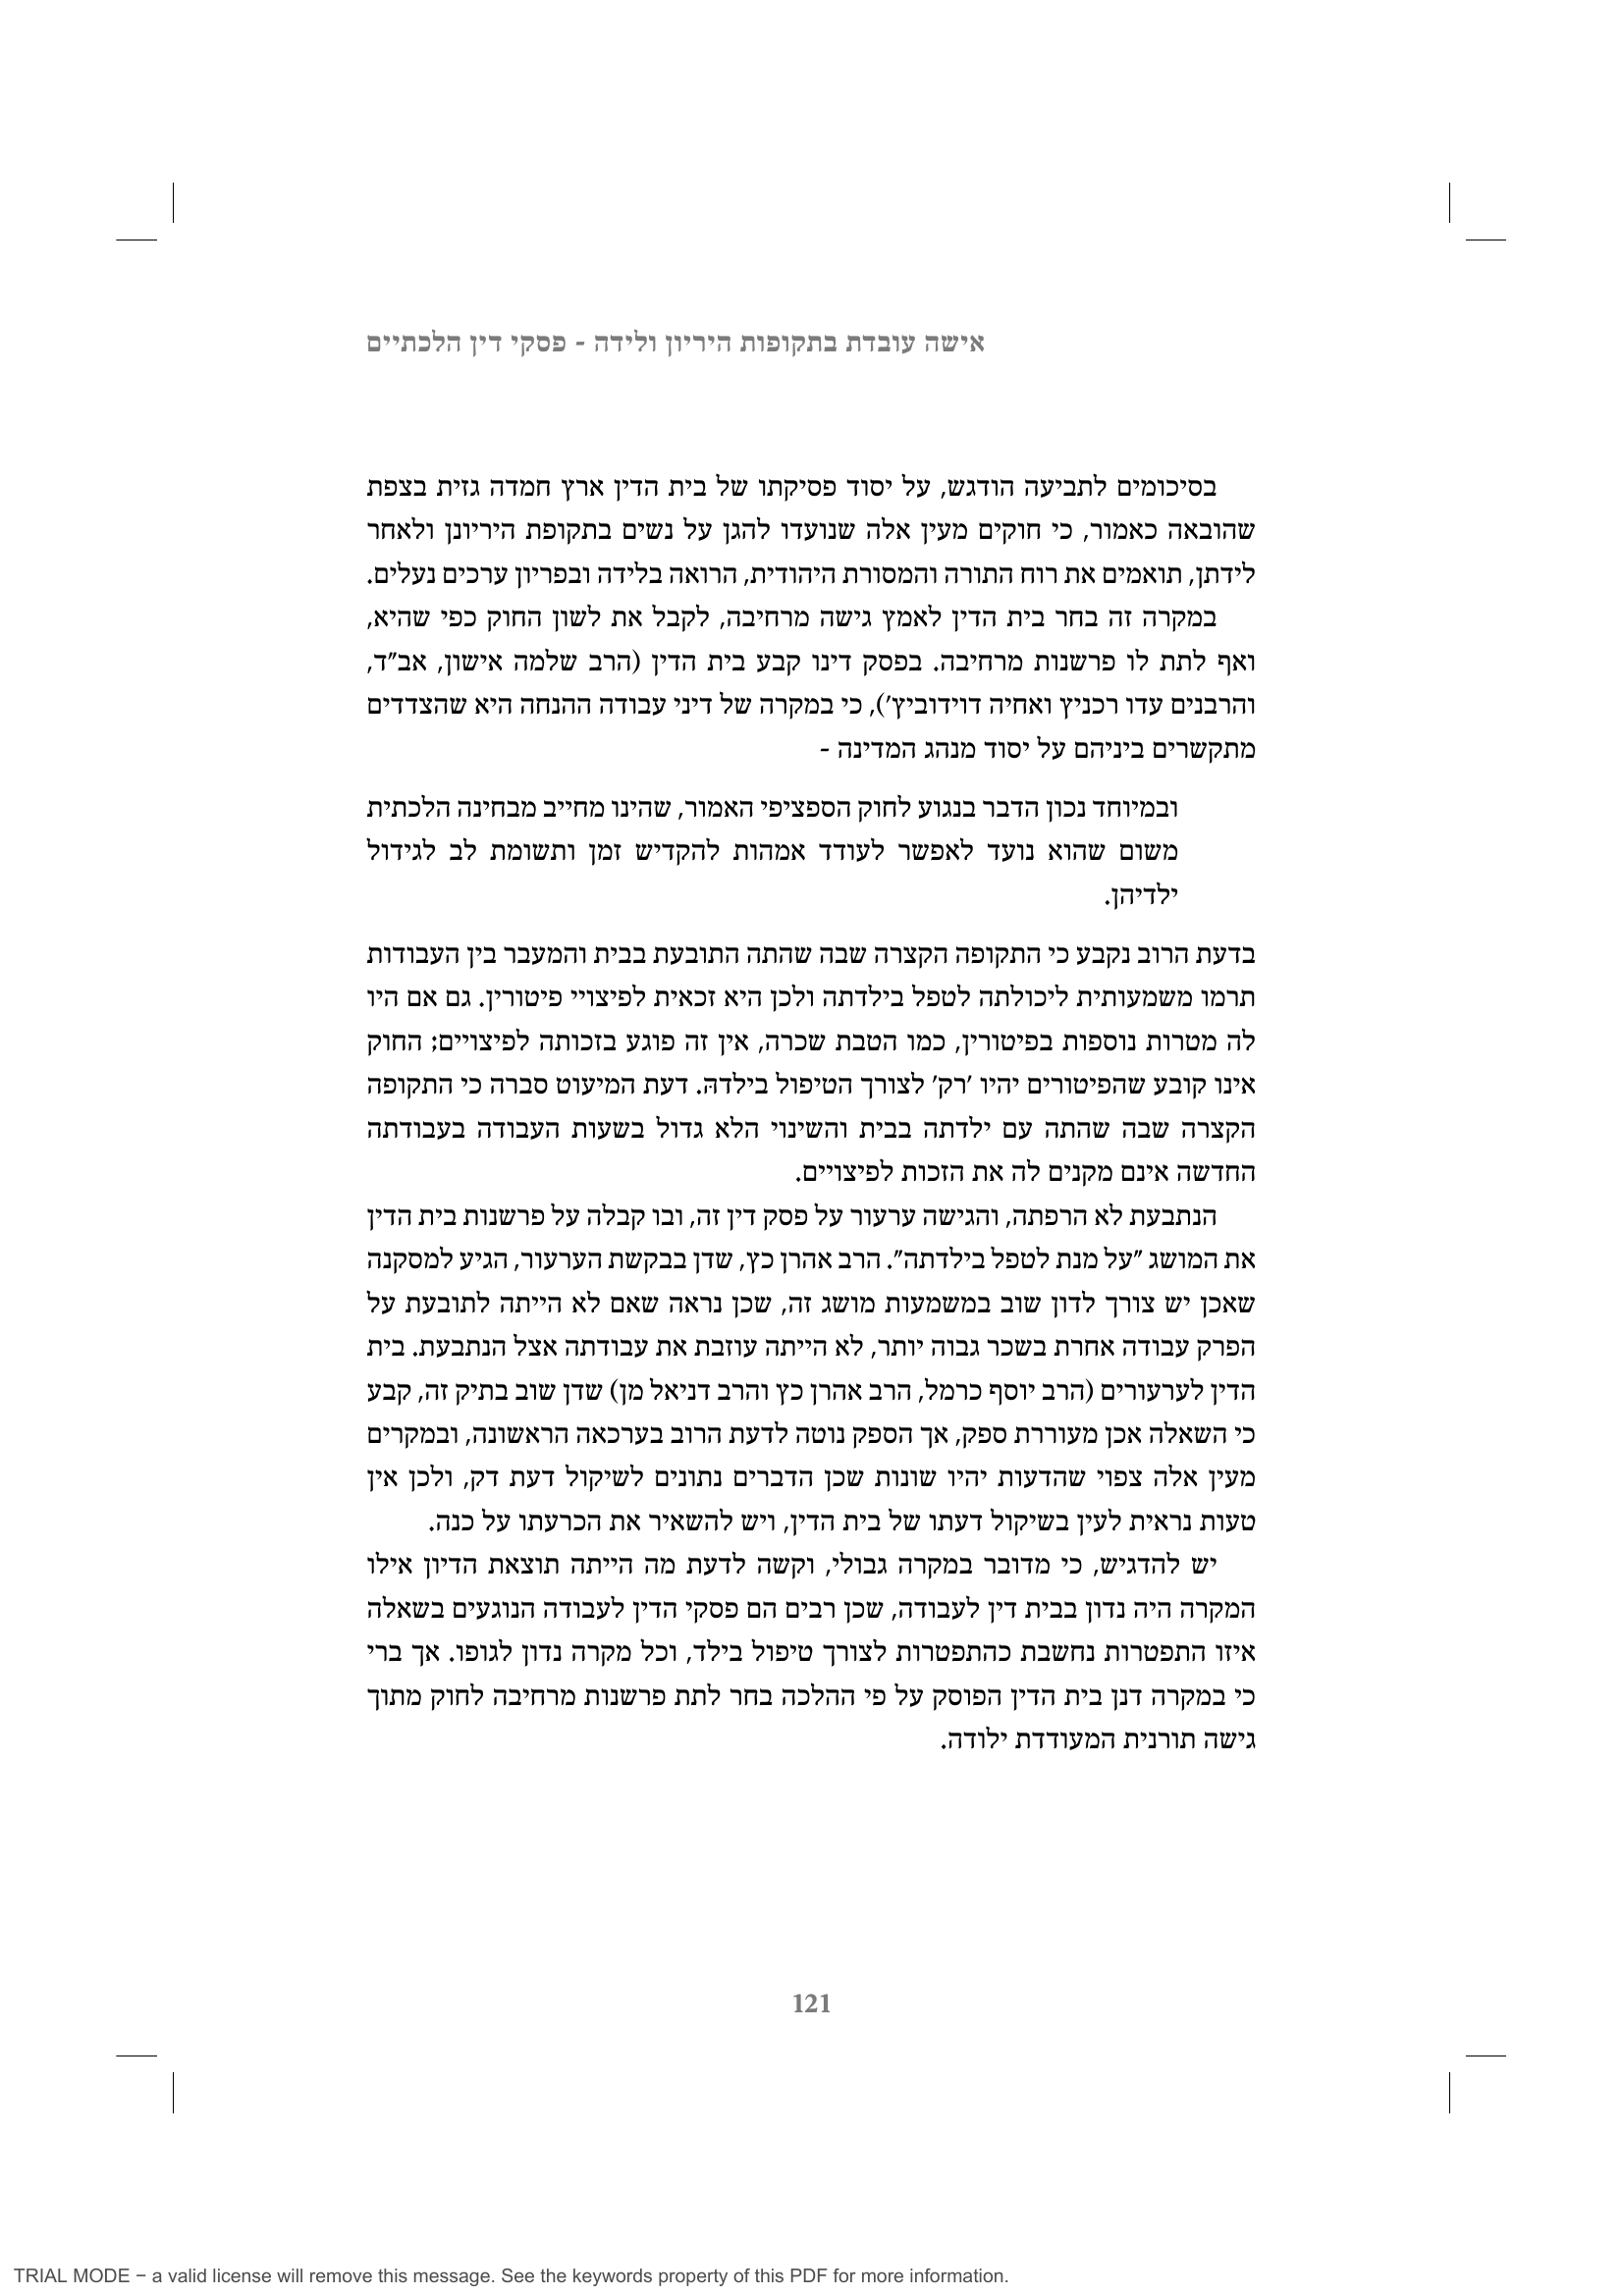 אישה עובדת בתקופות היריון ולידה - פסקי דין הלכתיים
בסיכומים לתביעה הודגש, על יסוד פסיקתו של בית הדין ארץ חמדה גזית בצפת
שהובאה כאמור, כי חוקים מעין אלה שנועדו להגן על נשים בתקופת היריונן ולאחר
לידתן, תואמים את רוח התורה והמסורת היהודית, הרואה בלידה ובפריון ערכים נעלים.
במקרה זה בחר בית הדין לאמץ גישה מרחיבה, לקבל את לשון החוק כפי שהיא,
ואף לתת לו פרשנות מרחיבה. בפסק דינו קבע בית הדין (הרב שלמה אישון, אב"ד,
והרבנים עדו רכניץ ואחיה דוידוביץ'), כי במקרה של דיני עבודה ההנחה היא שהצדדים
מתקשרים ביניהם על יסוד מנהג המדינה -
ובמיוחד נכון הדבר בנגוע לחוק הספציפי האמור, שהינו מחייב מבחינה הלכתית
משום שהוא נועד לאפשר לעודד אמהות להקדיש זמן ותשומת לב לגידול
ילדיהן.
בדעת הרוב נקבע כי התקופה הקצרה שבה שהתה התובעת בבית והמעבר בין העבודות
תרמו משמעותית ליכולתה לטפל בילדתה ולכן היא זכאית לפיצויי פיטורין. גם אם היו
לה מטרות נוספות בפיטורין, כמו הטבת שכרה, אין זה פוגע בזכותה לפיצויים; החוק
אינו קובע שהפיטורים יהיו 'רק' לצורך הטיפול בילדהּ. דעת המיעוט סברה כי התקופה
הקצרה שבה שהתה עם ילדתה בבית והשינוי הלא גדול בשעות העבודה בעבודתה
החדשה אינם מקנים לה את הזכות לפיצויים.
הנתבעת לא הרפתה, והגישה ערעור על פסק דין זה, ובו קבלה על פרשנות בית הדין
את המושג "על מנת לטפל בילדתה". הרב אהרן כץ, שדן בבקשת הערעור, הגיע למסקנה
שאכן יש צורך לדון שוב במשמעות מושג זה, שכן נראה שאם לא הייתה לתובעת על
הפרק עבודה אחרת בשכר גבוה יותר, לא הייתה עוזבת את עבודתה אצל הנתבעת. בית
הדין לערעורים (הרב יוסף כרמל, הרב אהרן כץ והרב דניאל מן) שדן שוב בתיק זה, קבע
כי השאלה אכן מעוררת ספק, אך הספק נוטה לדעת הרוב בערכאה הראשונה, ובמקרים
מעין אלה צפוי שהדעות יהיו שונות שכן הדברים נתונים לשיקול דעת דק, ולכן אין
טעות נראית לעין בשיקול דעתו של בית הדין, ויש להשאיר את הכרעתו על כנה.
יש להדגיש, כי מדובר במקרה גבולי, וקשה לדעת מה הייתה תוצאת הדיון אילו
המקרה היה נדון בבית דין לעבודה, שכן רבים הם פסקי הדין לעבודה הנוגעים בשאלה
איזו התפטרות נחשבת כהתפטרות לצורך טיפול בילד, וכל מקרה נדון לגופו. אך ברי
כי במקרה דנן בית הדין הפוסק על פי ההלכה בחר לתת פרשנות מרחיבה לחוק מתוך
גישה תורנית המעודדת ילודה.
121
TRIAL MODE − a valid license will remove this message. See the keywords property of this PDF for more information.